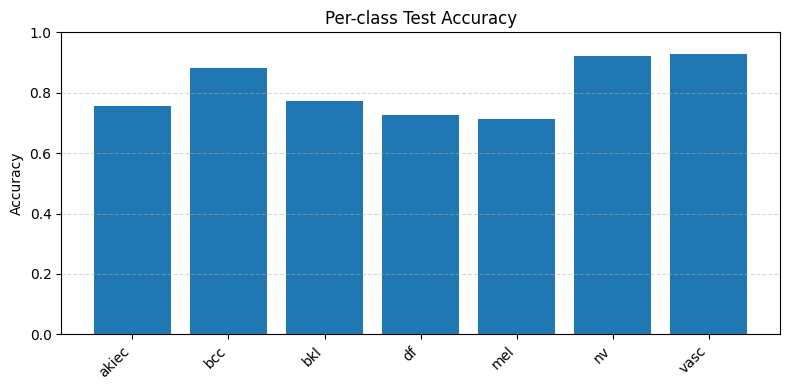 Per-class Test Accuracy
Accuracy
1.0
0.8
0.6
0.4
0.2
0.0
akiec
bcc
bkl
df
mel
nv
vasc